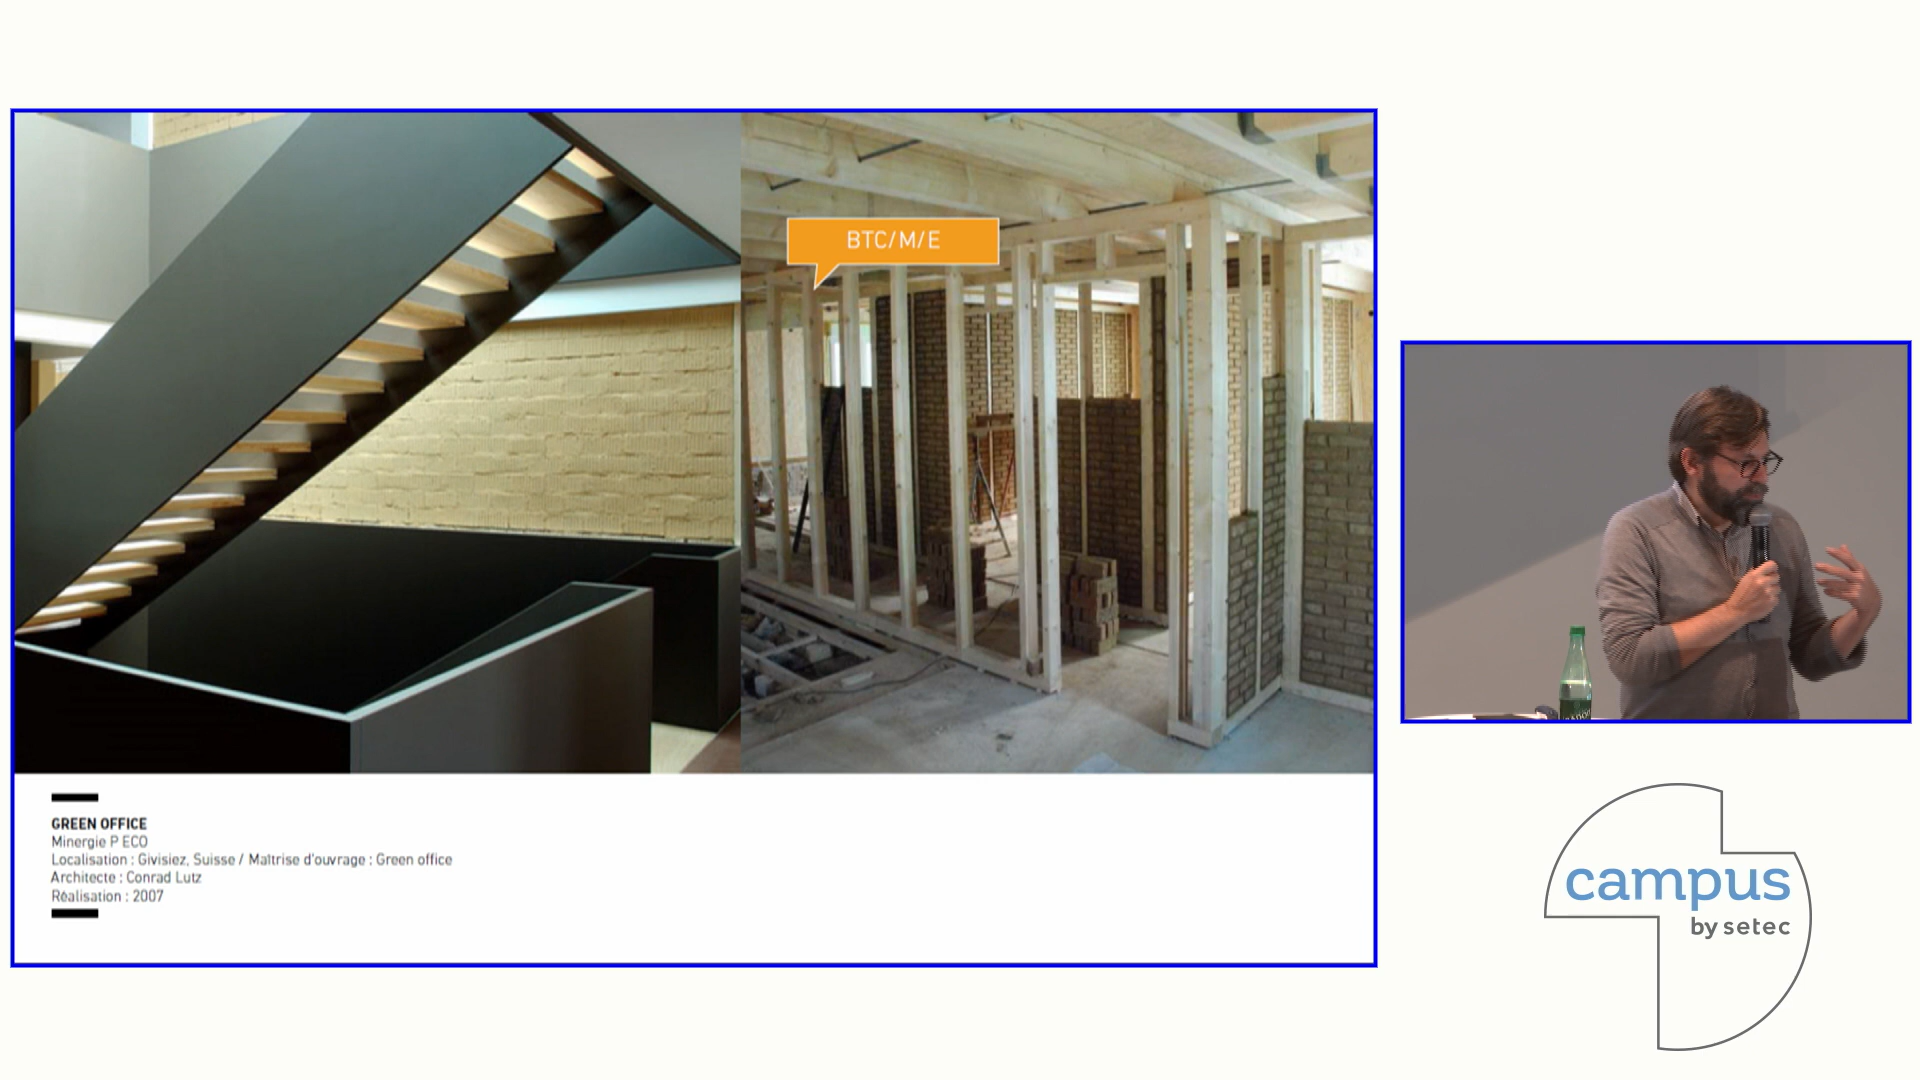 BTC/M/E
GREEN OFFICE
Minergie P ECO
Localisation : Givisiez, Suisse / Maîtrise d'ouvrage : Green office
Architecte : Conrad Lutz
Réalisation : 2007
campus
by setec